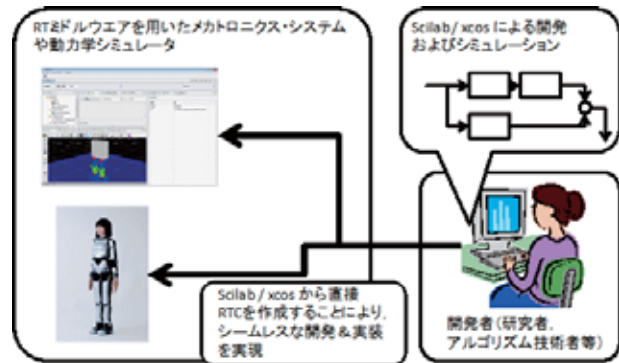 RTミドルウエアを用いたメカトロニクス・システム
や動力学シミュレータ
Scilab / xcos による開発
およびシミュレーション
Scilab / xcos から直接
RTCを作成することにより,
シームレスな開発&実装
を実現
開発者(研究者,
アルゴリズム技術者等)